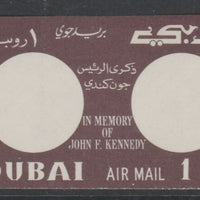 ١ روبية بريد جوي دبي
ذكرى الرئيس
جون كندي
IN MEMORY
OF
JOHN F. KENNEDY
DUBAI AIR MAIL 1